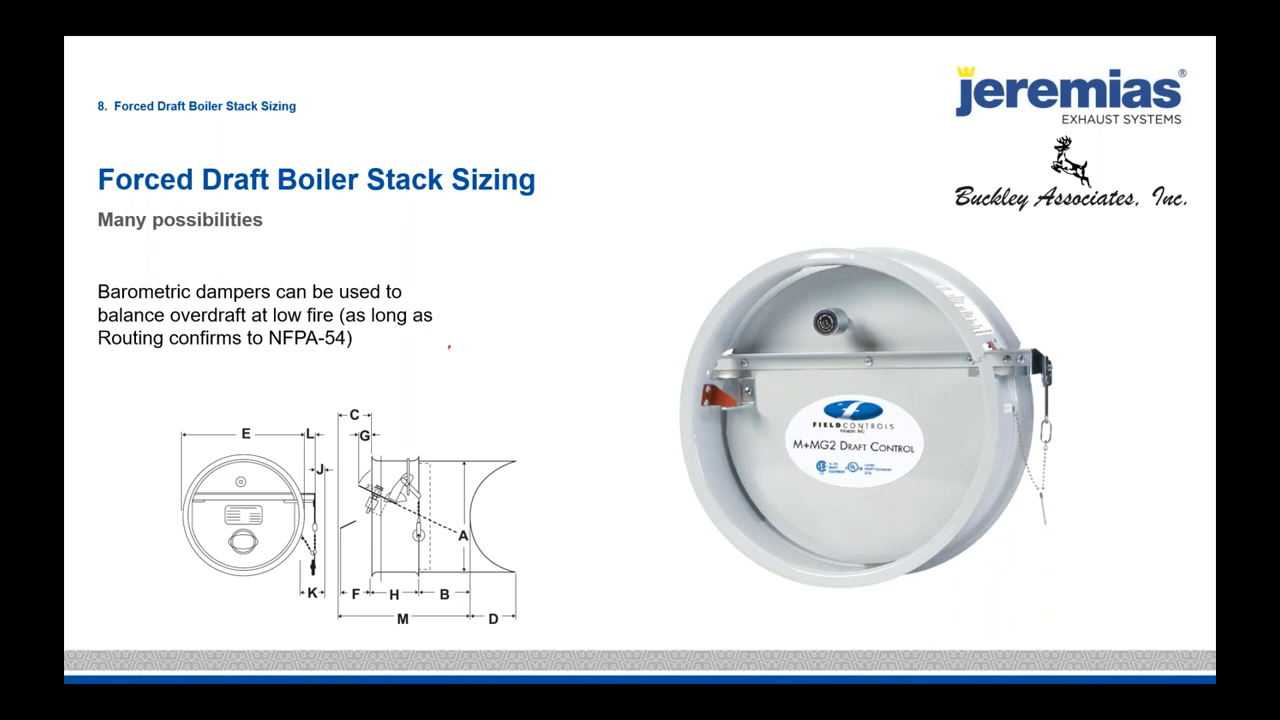 8. Forced Draft Boiler Stack Sizing
jeremias®
EXHAUST SYSTEMS
Buckley Associates, Inc.
Forced Draft Boiler Stack Sizing
Many possibilities
Barometric dampers can be used to
balance overdraft at low fire (as long as
Routing confirms to NFPA-54)
FIELD CONTROLS
M+MG2 DRAFT CONTROL
C
E
L
G
J
A
K
F
H
B
M
D